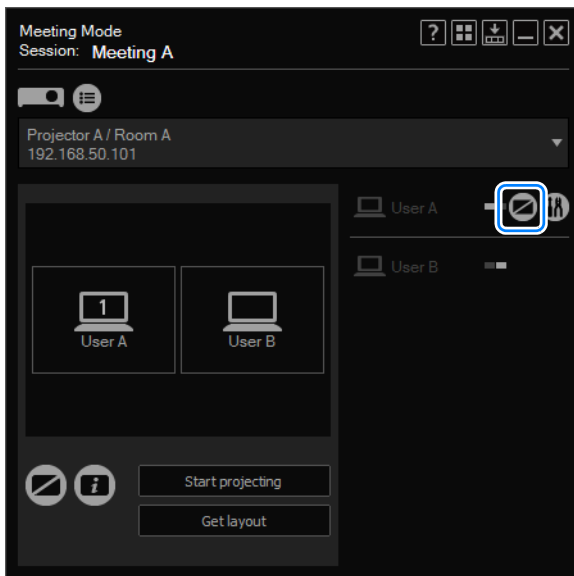 Meeting Mode
Session: Meeting A
?
Projector A / Room A
192.168.50.101
User A
User B
1
User A
User B
i
Start projecting
Get layout